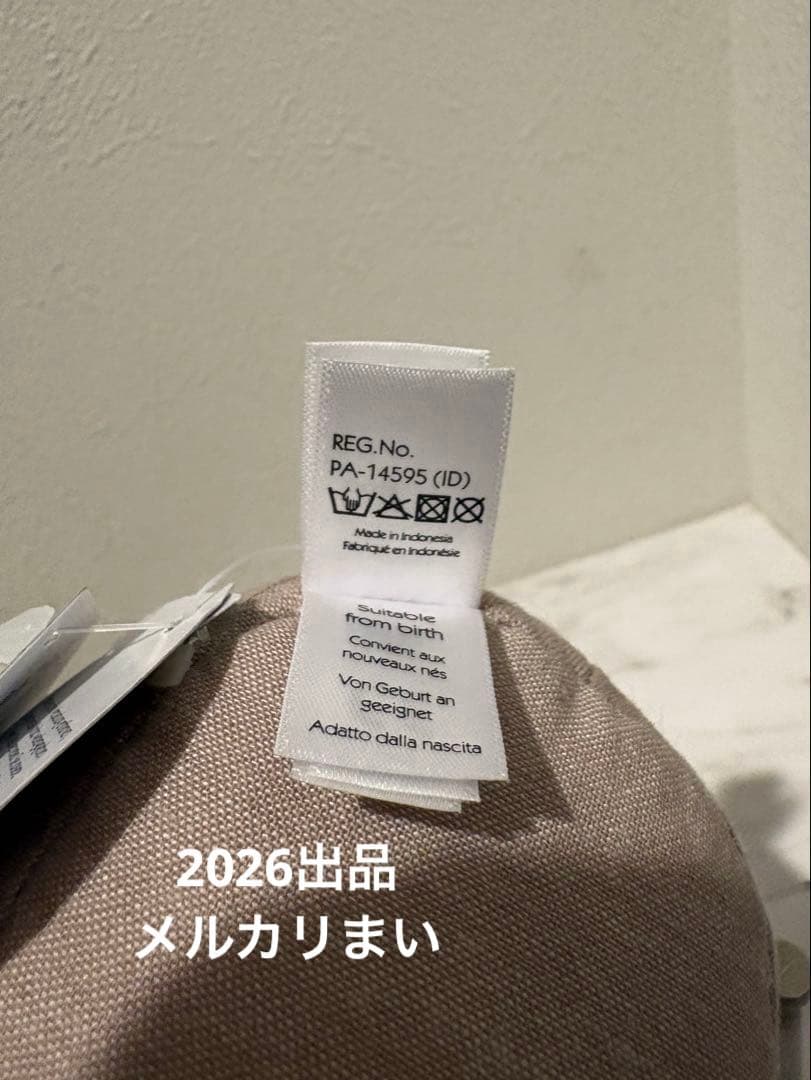 REG.No.
PA-14595 (ID)
Made in Indonesia
Fabriqué en Indonésie
Suitable
from birth
Convient aux
nouveaux nés
Von Geburt an
geeignet
Adatto dalla nascita
2026出品
メルカリまい